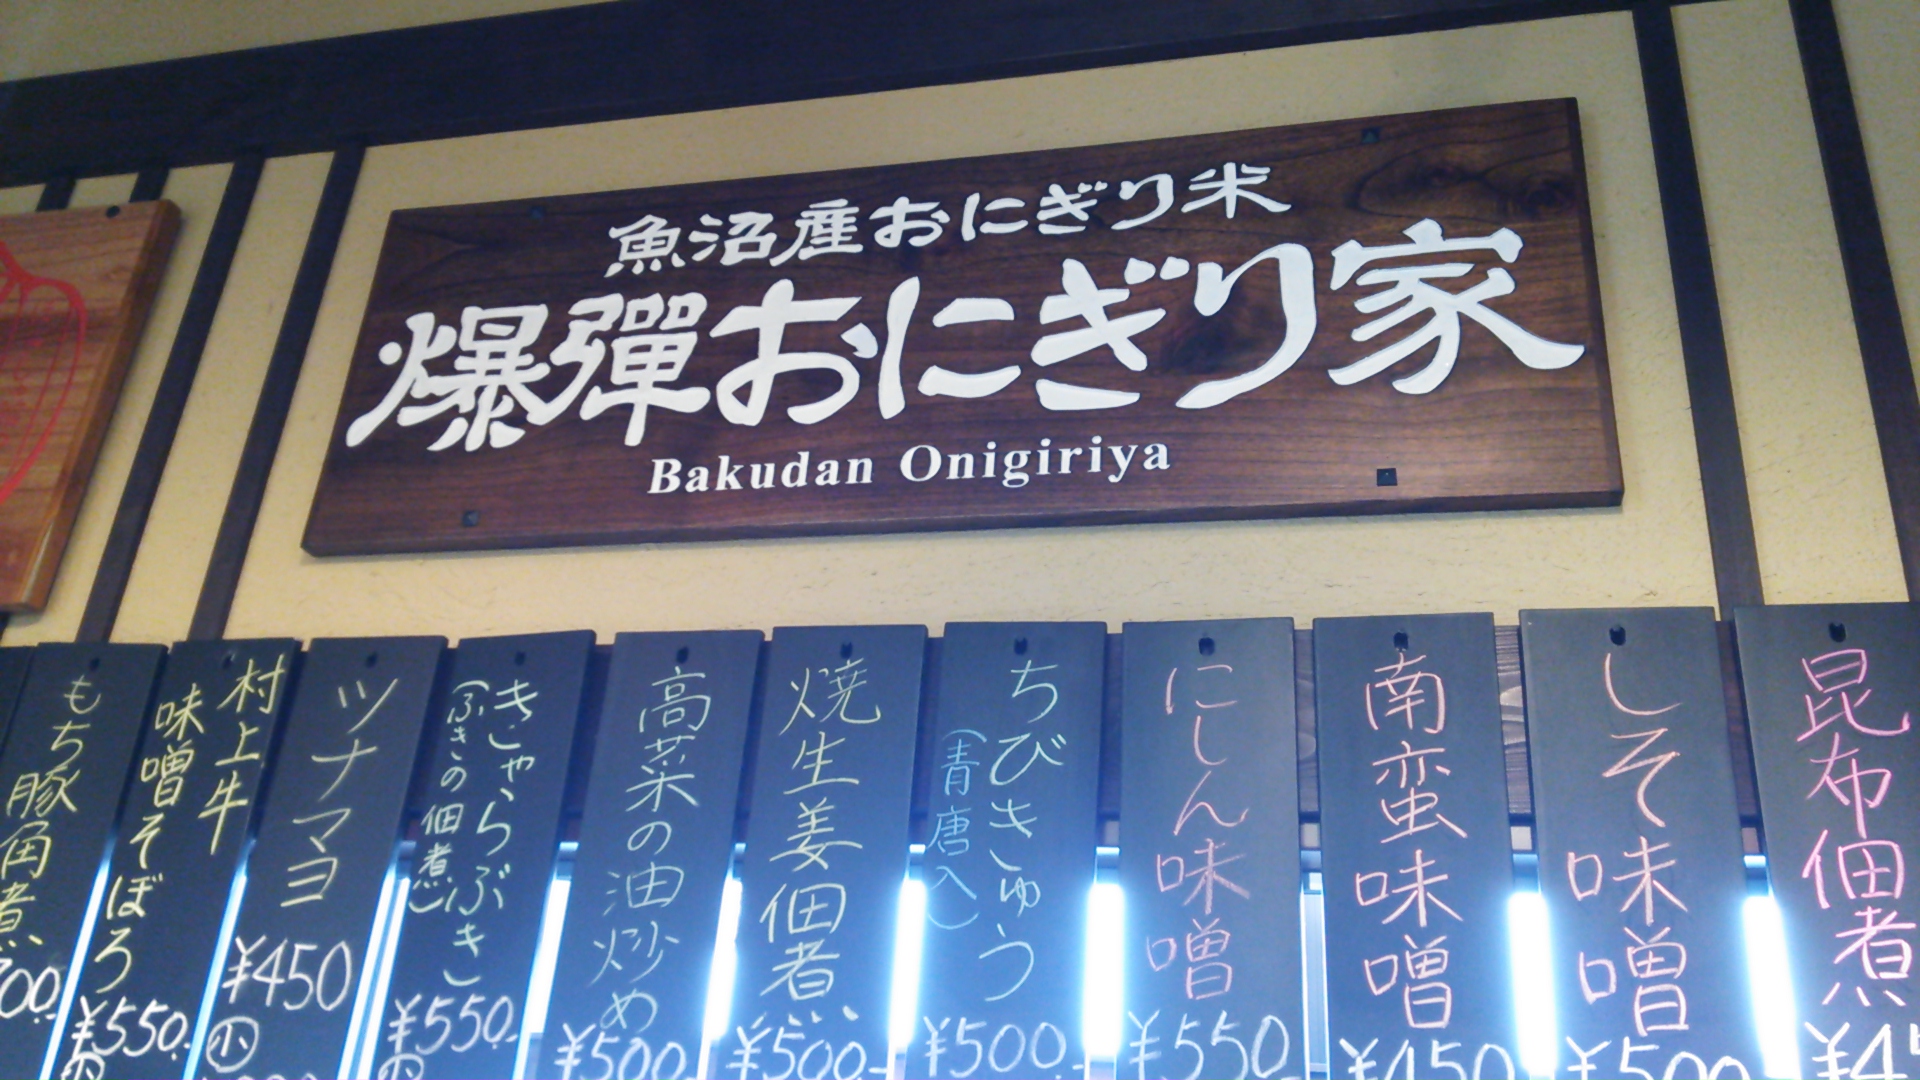 魚沼産おにぎり米
爆彈おにぎり家
Bakudan Onigiriya
昆布佃煮
¥45
しそ味噌
¥500
南蛮味噌
¥450
にしん味噌
¥550
ちびきゅう
(青唐入)
¥500.-
焼生姜佃煮
¥500.-
高菜の油炒め
¥500.
きゃらぶき
(ふきの佃煮)
¥550.-
ツナマヨ
¥450
小
村上牛
味噌そぼろ
¥550.-
もち豚角煮
700.-